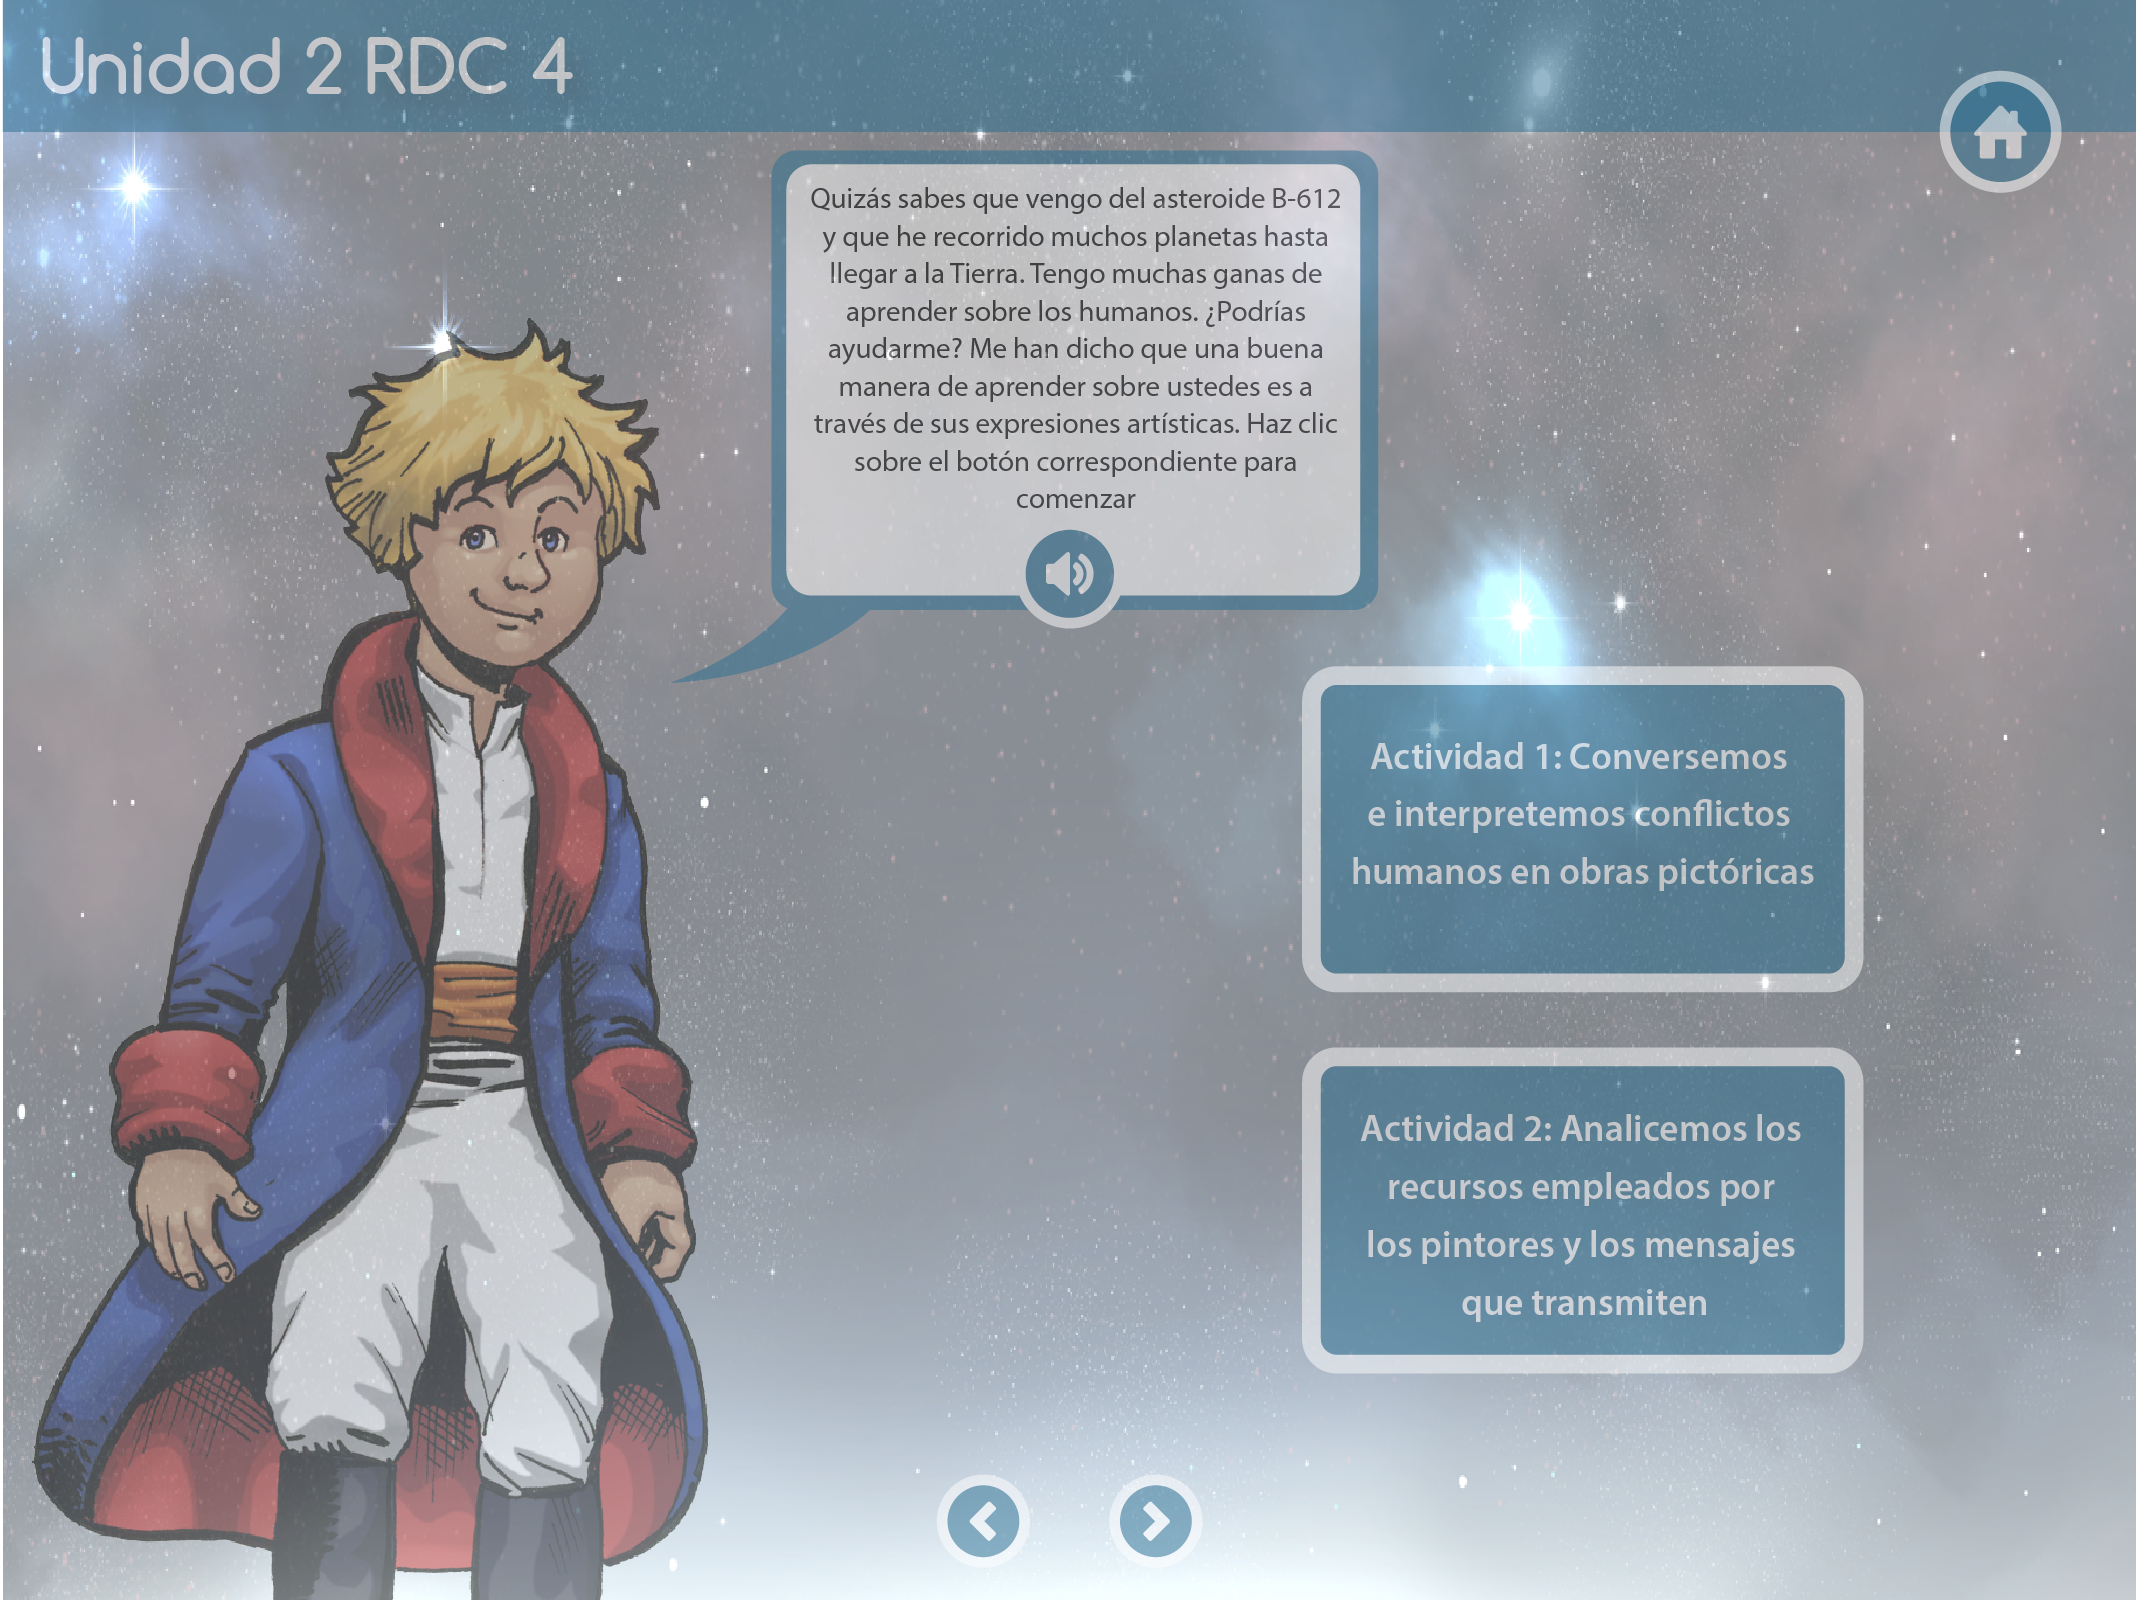 Unidad 2 RDC 4
Quizás sabes que vengo del asteroide B-612
y que he recorrido muchos planetas hasta
llegar a la Tierra. Tengo muchas ganas de
aprender sobre los humanos. ¿Podrías
ayudarme? Me han dicho que una buena
manera de aprender sobre ustedes es a
través de sus expresiones artísticas. Haz clic
sobre el botón correspondiente para
comenzar
Actividad 1: Conversemos
e interpretemos conflictos
humanos en obras pictóricas
Actividad 2: Analicemos los
recursos empleados por
los pintores y los mensajes
que transmiten